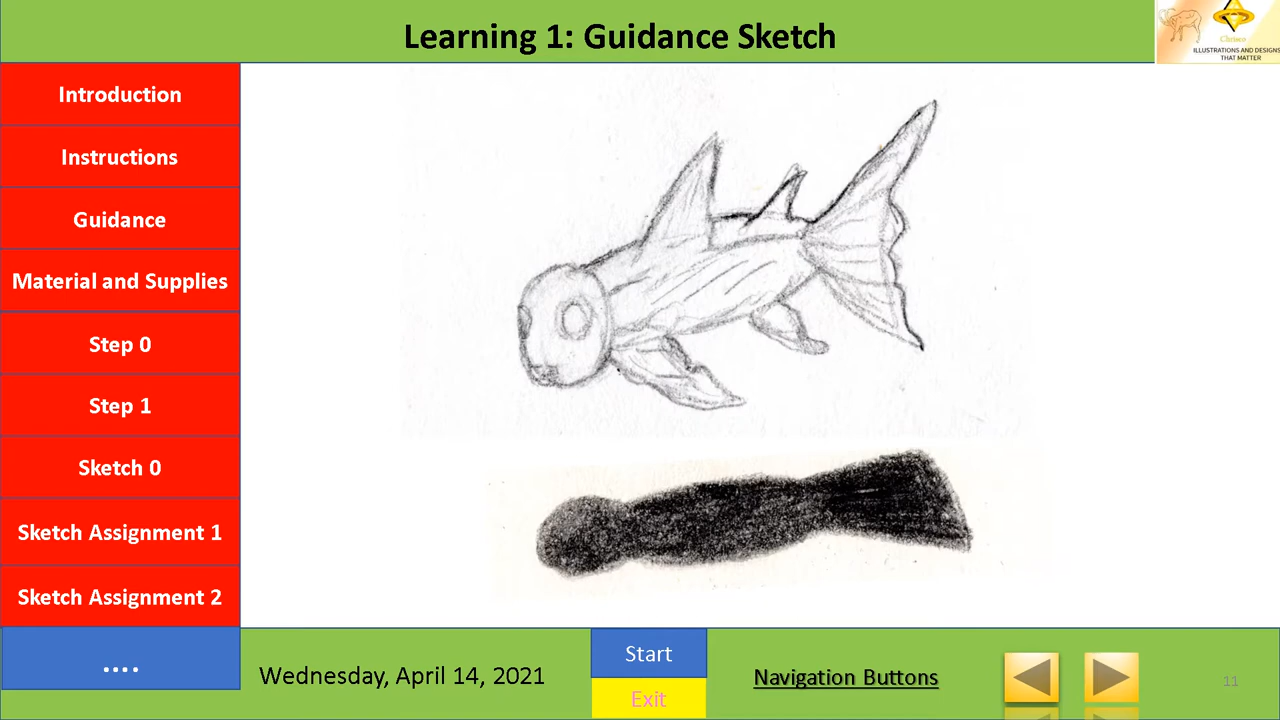 Learning 1: Guidance Sketch
Chrisco
ILLUSTRATIONS AND DESIGNS
THAT MATTER
Introduction
Instructions
Guidance
Material and Supplies
Step 0
Step 1
Sketch 0
Sketch Assignment 1
Sketch Assignment 2
....
Wednesday, April 14, 2021
Start
Exit
Navigation Buttons
11